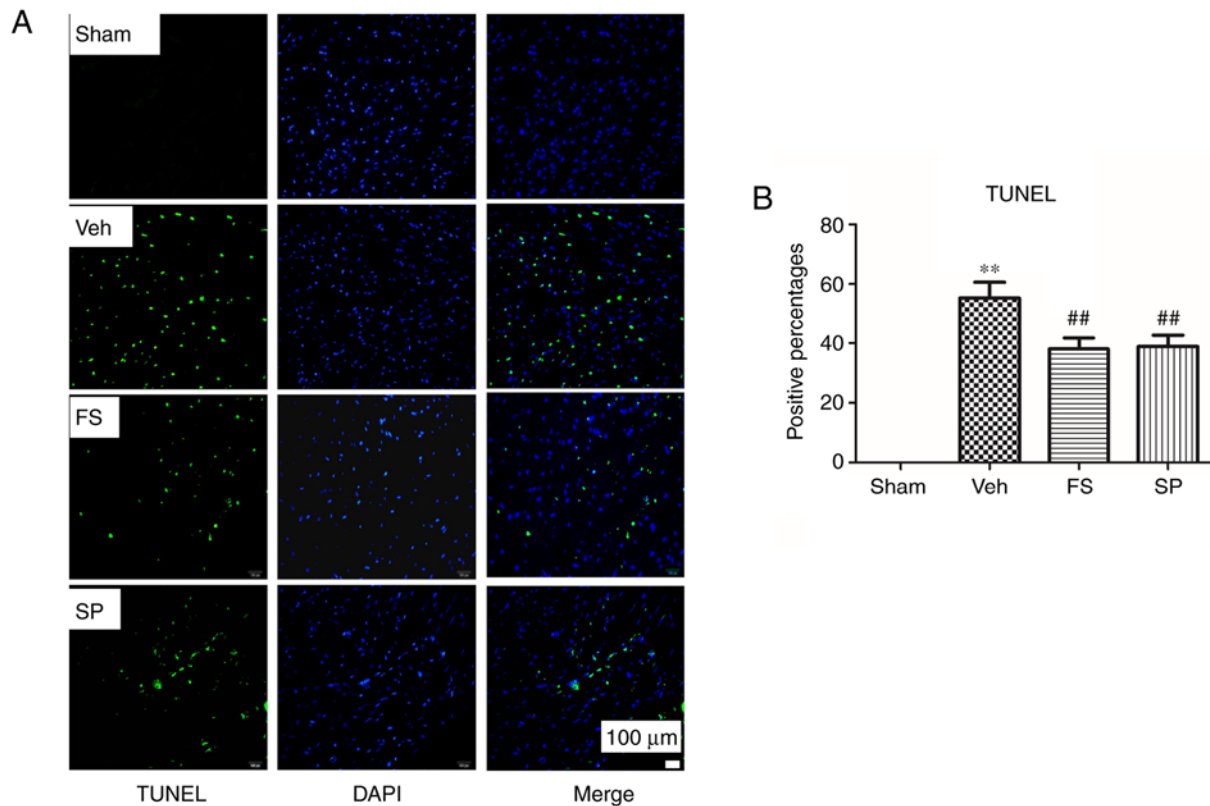 A
Sham
Veh
FS
SP
100 μm
TUNEL DAPI Merge
B
TUNEL
Positive percentages
80
60
40
20
0
**
##
##
Sham Veh FS SP